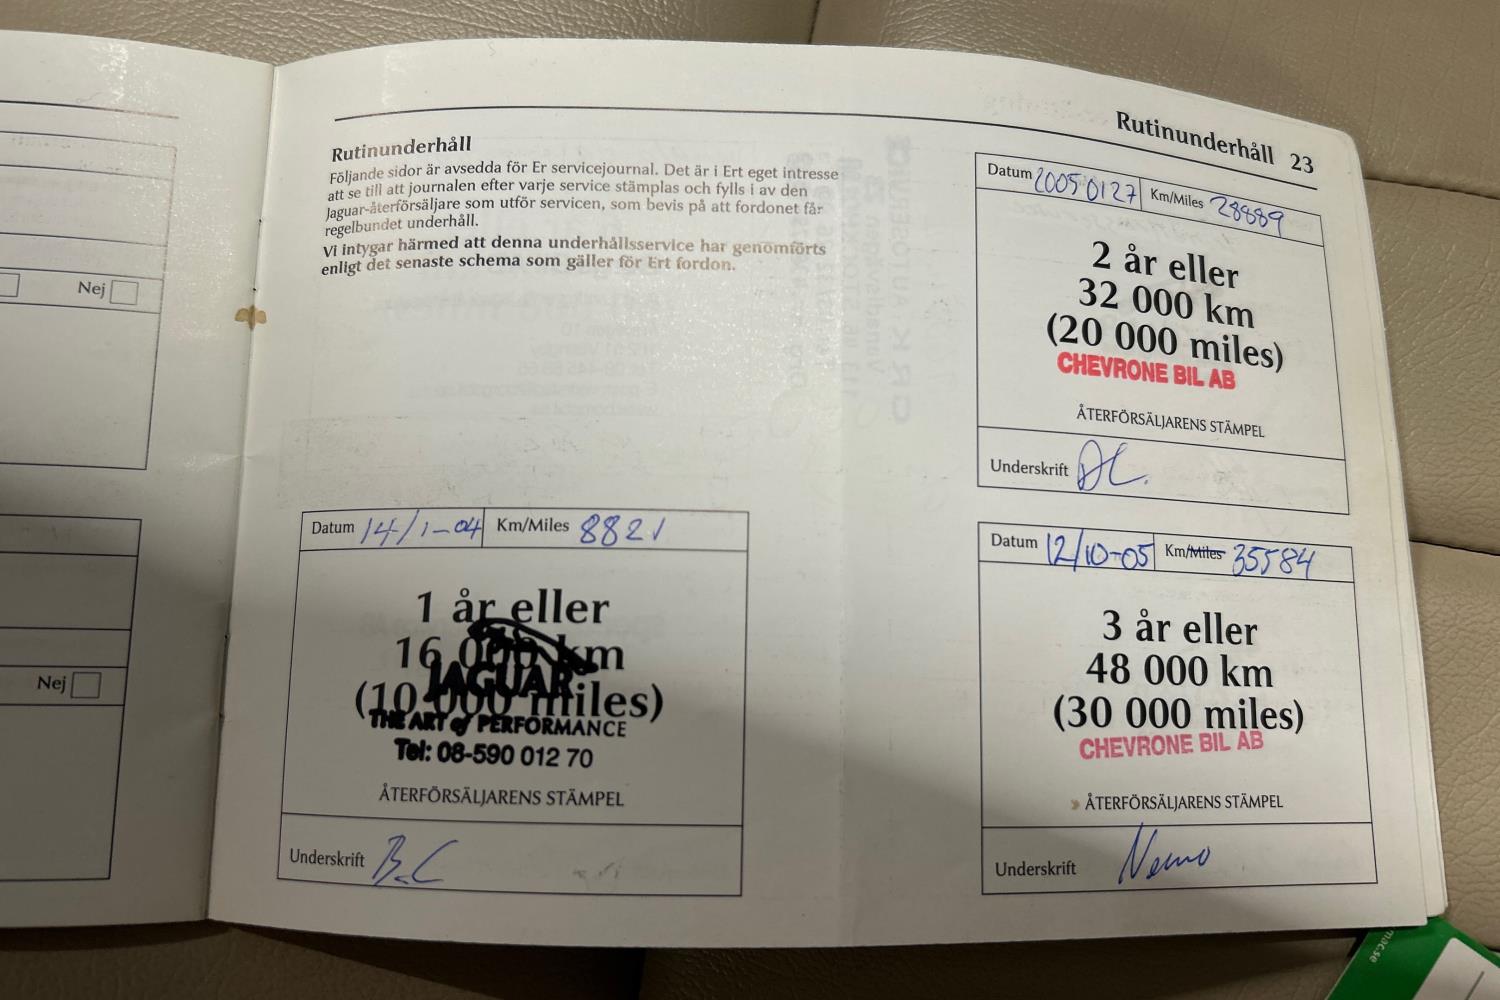 Rutinunderhåll 23
Nej
Nej
Rutinunderhåll
Följande sidor är avsedda för Er servicejournal. Det är i Ert eget intresse
att se till att journalen efter varje service stämplas och fylls i av den
Jaguar-återförsäljare som utför servicen, som bevis på att fordonet får
regelbundet underhåll.
Vi intygar härmed att denna underhållsservice har genomförts
enligt det senaste schema som gäller för Ert fordon.
Datum 14/1-04 Km/Miles 8821
1 år eller
16 000 km
(10 000 miles)
JAGUAR
THE ART of PERFORMANCE
Tel: 08-590 012 70
ÅTERFÖRSÄLJARENS STÄMPEL
Underskrift
Datum 20050127 Km/Miles 28889
2 år eller
32 000 km
(20 000 miles)
CHEVRONE BIL AB
ÅTERFÖRSÄLJARENS STÄMPEL
Underskrift
Datum 12/10-05 Km/Miles 35584
3 år eller
48 000 km
(30 000 miles)
CHEVRONE BIL AB
ÅTERFÖRSÄLJARENS STÄMPEL
Underskrift